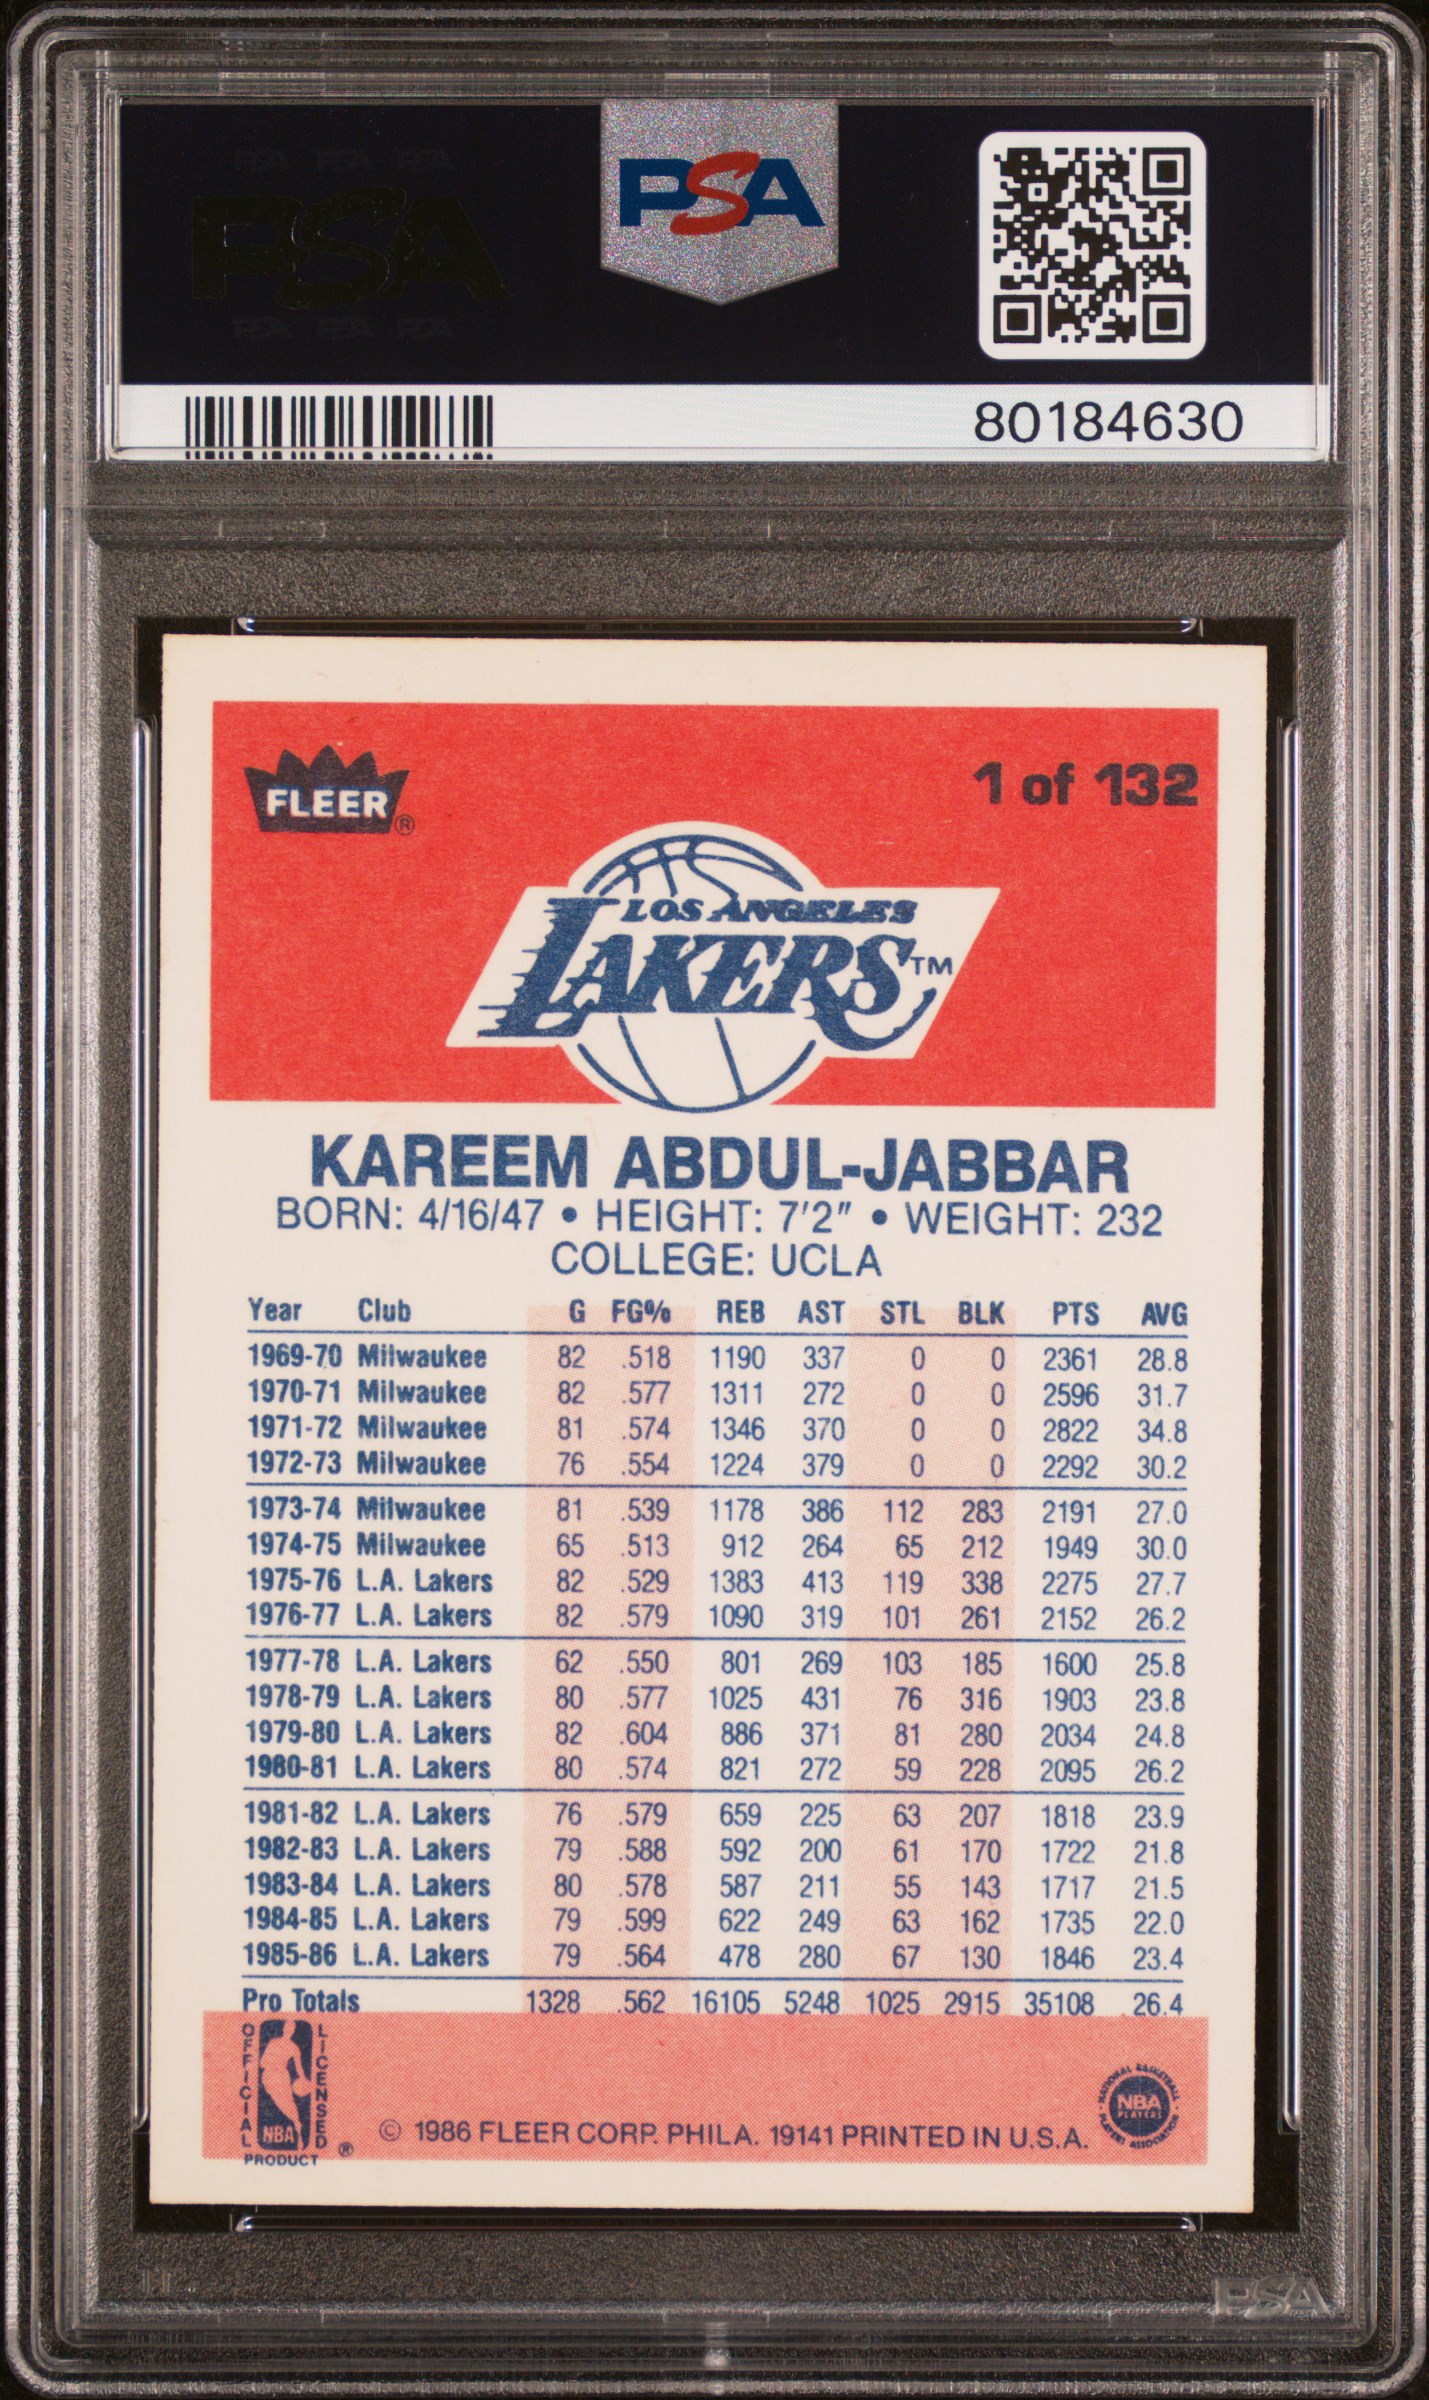 PSA
PSA
80184630
FLEER®
1 of 132
LOS ANGELES
LAKERS™
KAREEM ABDUL-JABBAR
BORN: 4/16/47 • HEIGHT: 7'2" • WEIGHT: 232
COLLEGE: UCLA
Year Club G FG% REB AST STL BLK PTS AVG
1969-70 Milwaukee 82 .518 1190 337 0 0 2361 28.8
1970-71 Milwaukee 82 .577 1311 272 0 0 2596 31.7
1971-72 Milwaukee 81 .574 1346 370 0 0 2822 34.8
1972-73 Milwaukee 76 .554 1224 379 0 0 2292 30.2
1973-74 Milwaukee 81 .539 1178 386 112 283 2191 27.0
1974-75 Milwaukee 65 .513 912 264 65 212 1949 30.0
1975-76 L.A. Lakers 82 .529 1383 413 119 338 2275 27.7
1976-77 L.A. Lakers 82 .579 1090 319 101 261 2152 26.2
1977-78 L.A. Lakers 62 .550 801 269 103 185 1600 25.8
1978-79 L.A. Lakers 80 .577 1025 431 76 316 1903 23.8
1979-80 L.A. Lakers 82 .604 886 371 81 280 2034 24.8
1980-81 L.A. Lakers 80 .574 821 272 59 228 2095 26.2
1981-82 L.A. Lakers 76 .579 659 225 63 207 1818 23.9
1982-83 L.A. Lakers 79 .588 592 200 61 170 1722 21.8
1983-84 L.A. Lakers 80 .578 587 211 55 143 1717 21.5
1984-85 L.A. Lakers 79 .599 622 249 63 162 1735 22.0
1985-86 L.A. Lakers 79 .564 478 280 67 130 1846 23.4
Pro Totals 1328 .562 16105 5248 1025 2915 35108 26.4
OFFICIAL LICENSED
NBA
PRODUCT ®
© 1986 FLEER CORP. PHILA. 19141 PRINTED IN U.S.A.
NATIONAL BASKETBALL
NBA
PLAYERS
PLAYERS ASSOCIATION
PSA